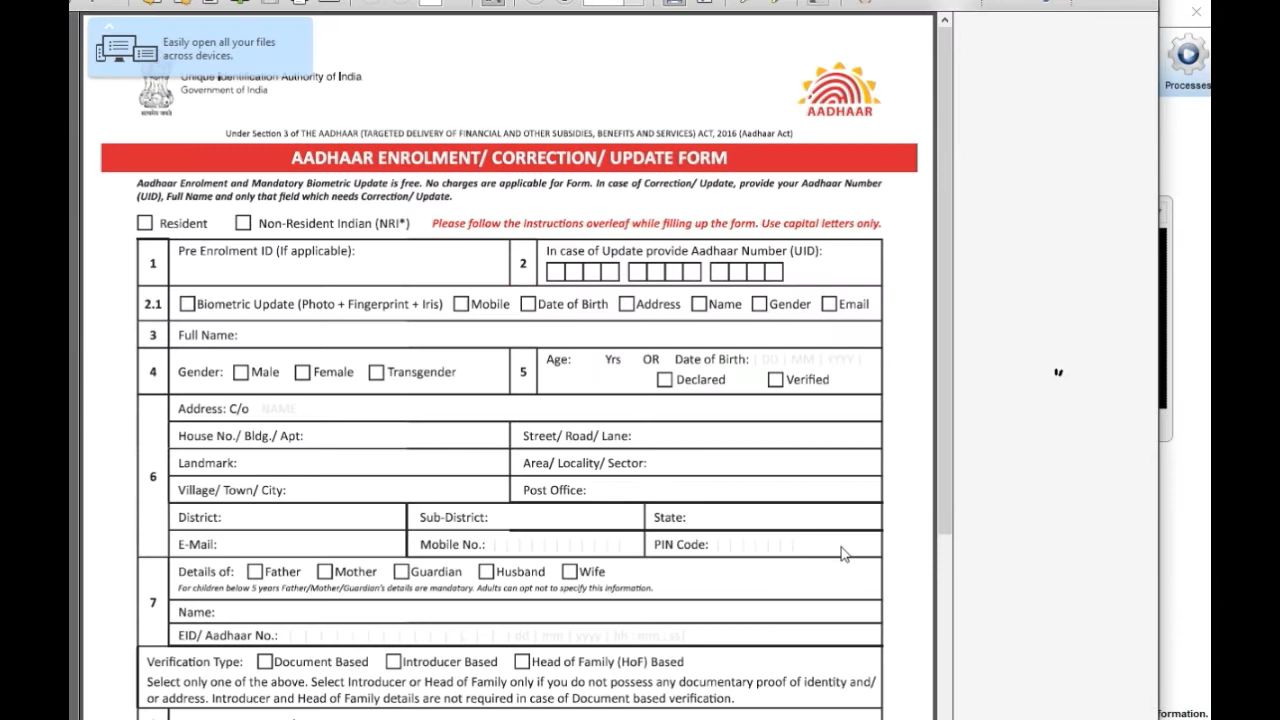 Easily open all your files
across devices.
Unique Identification Authority of India
Government of India
AADHAAR
Under Section 3 of THE AADHAAR (TARGETED DELIVERY OF FINANCIAL AND OTHER SUBSIDIES, BENEFITS AND SERVICES) ACT, 2016 (Aadhaar Act)
AADHAAR ENROLMENT/ CORRECTION/ UPDATE FORM
Aadhaar Enrolment and Mandatory Biometric Update is free. No charges are applicable for Form. In case of Correction/ Update, provide your Aadhaar Number
(UID), Full Name and only that field which needs Correction/ Update.
Resident Non-Resident Indian (NRI*) Please follow the instructions overleaf while filling up the form. Use capital letters only.
1 Pre Enrolment ID (If applicable): 2 In case of Update provide Aadhaar Number (UID):
2.1 Biometric Update (Photo + Fingerprint + Iris) Mobile Date of Birth Address Name Gender Email
3 Full Name:
4 Gender: Male Female Transgender 5 Age: Yrs OR Date of Birth: DD MM YYYY
Declared Verified
6 Address: C/o NAME
House No./ Bldg./ Apt: Street/ Road/ Lane:
Landmark: Area/ Locality/ Sector:
Village/ Town/ City: Post Office:
District: Sub-District: State:
E-Mail: Mobile No.: PIN Code:
7 Details of: Father Mother Guardian Husband Wife
For children below 5 years Father/Mother/Guardian's details are mandatory. Adults can opt not to specify this information.
Name:
EID/ Aadhaar No.: dd mm yyyy hh : mm : ss
Verification Type: Document Based Introducer Based Head of Family (HoF) Based
Select only one of the above. Select Introducer or Head of Family only if you do not possess any documentary proof of identity and/
or address. Introducer and Head of Family details are not required in case of Document based verification.
Processes
formation.